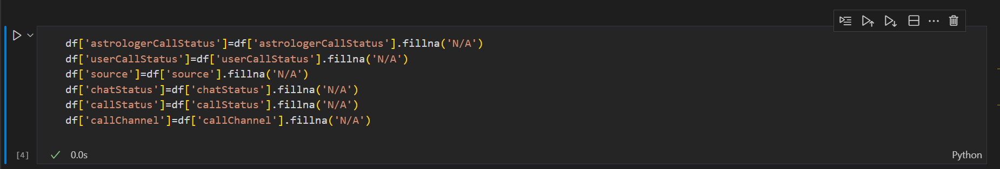 df['astrologerCallStatus']=df['astrologerCallStatus'].fillna('N/A')
df['userCallStatus']=df['userCallStatus'].fillna('N/A')
df['source']=df['source'].fillna('N/A')
df['chatStatus']=df['chatStatus'].fillna('N/A')
df['callStatus']=df['callStatus'].fillna('N/A')
df['callChannel']=df['callChannel'].fillna('N/A')
[4] 0.0s Python